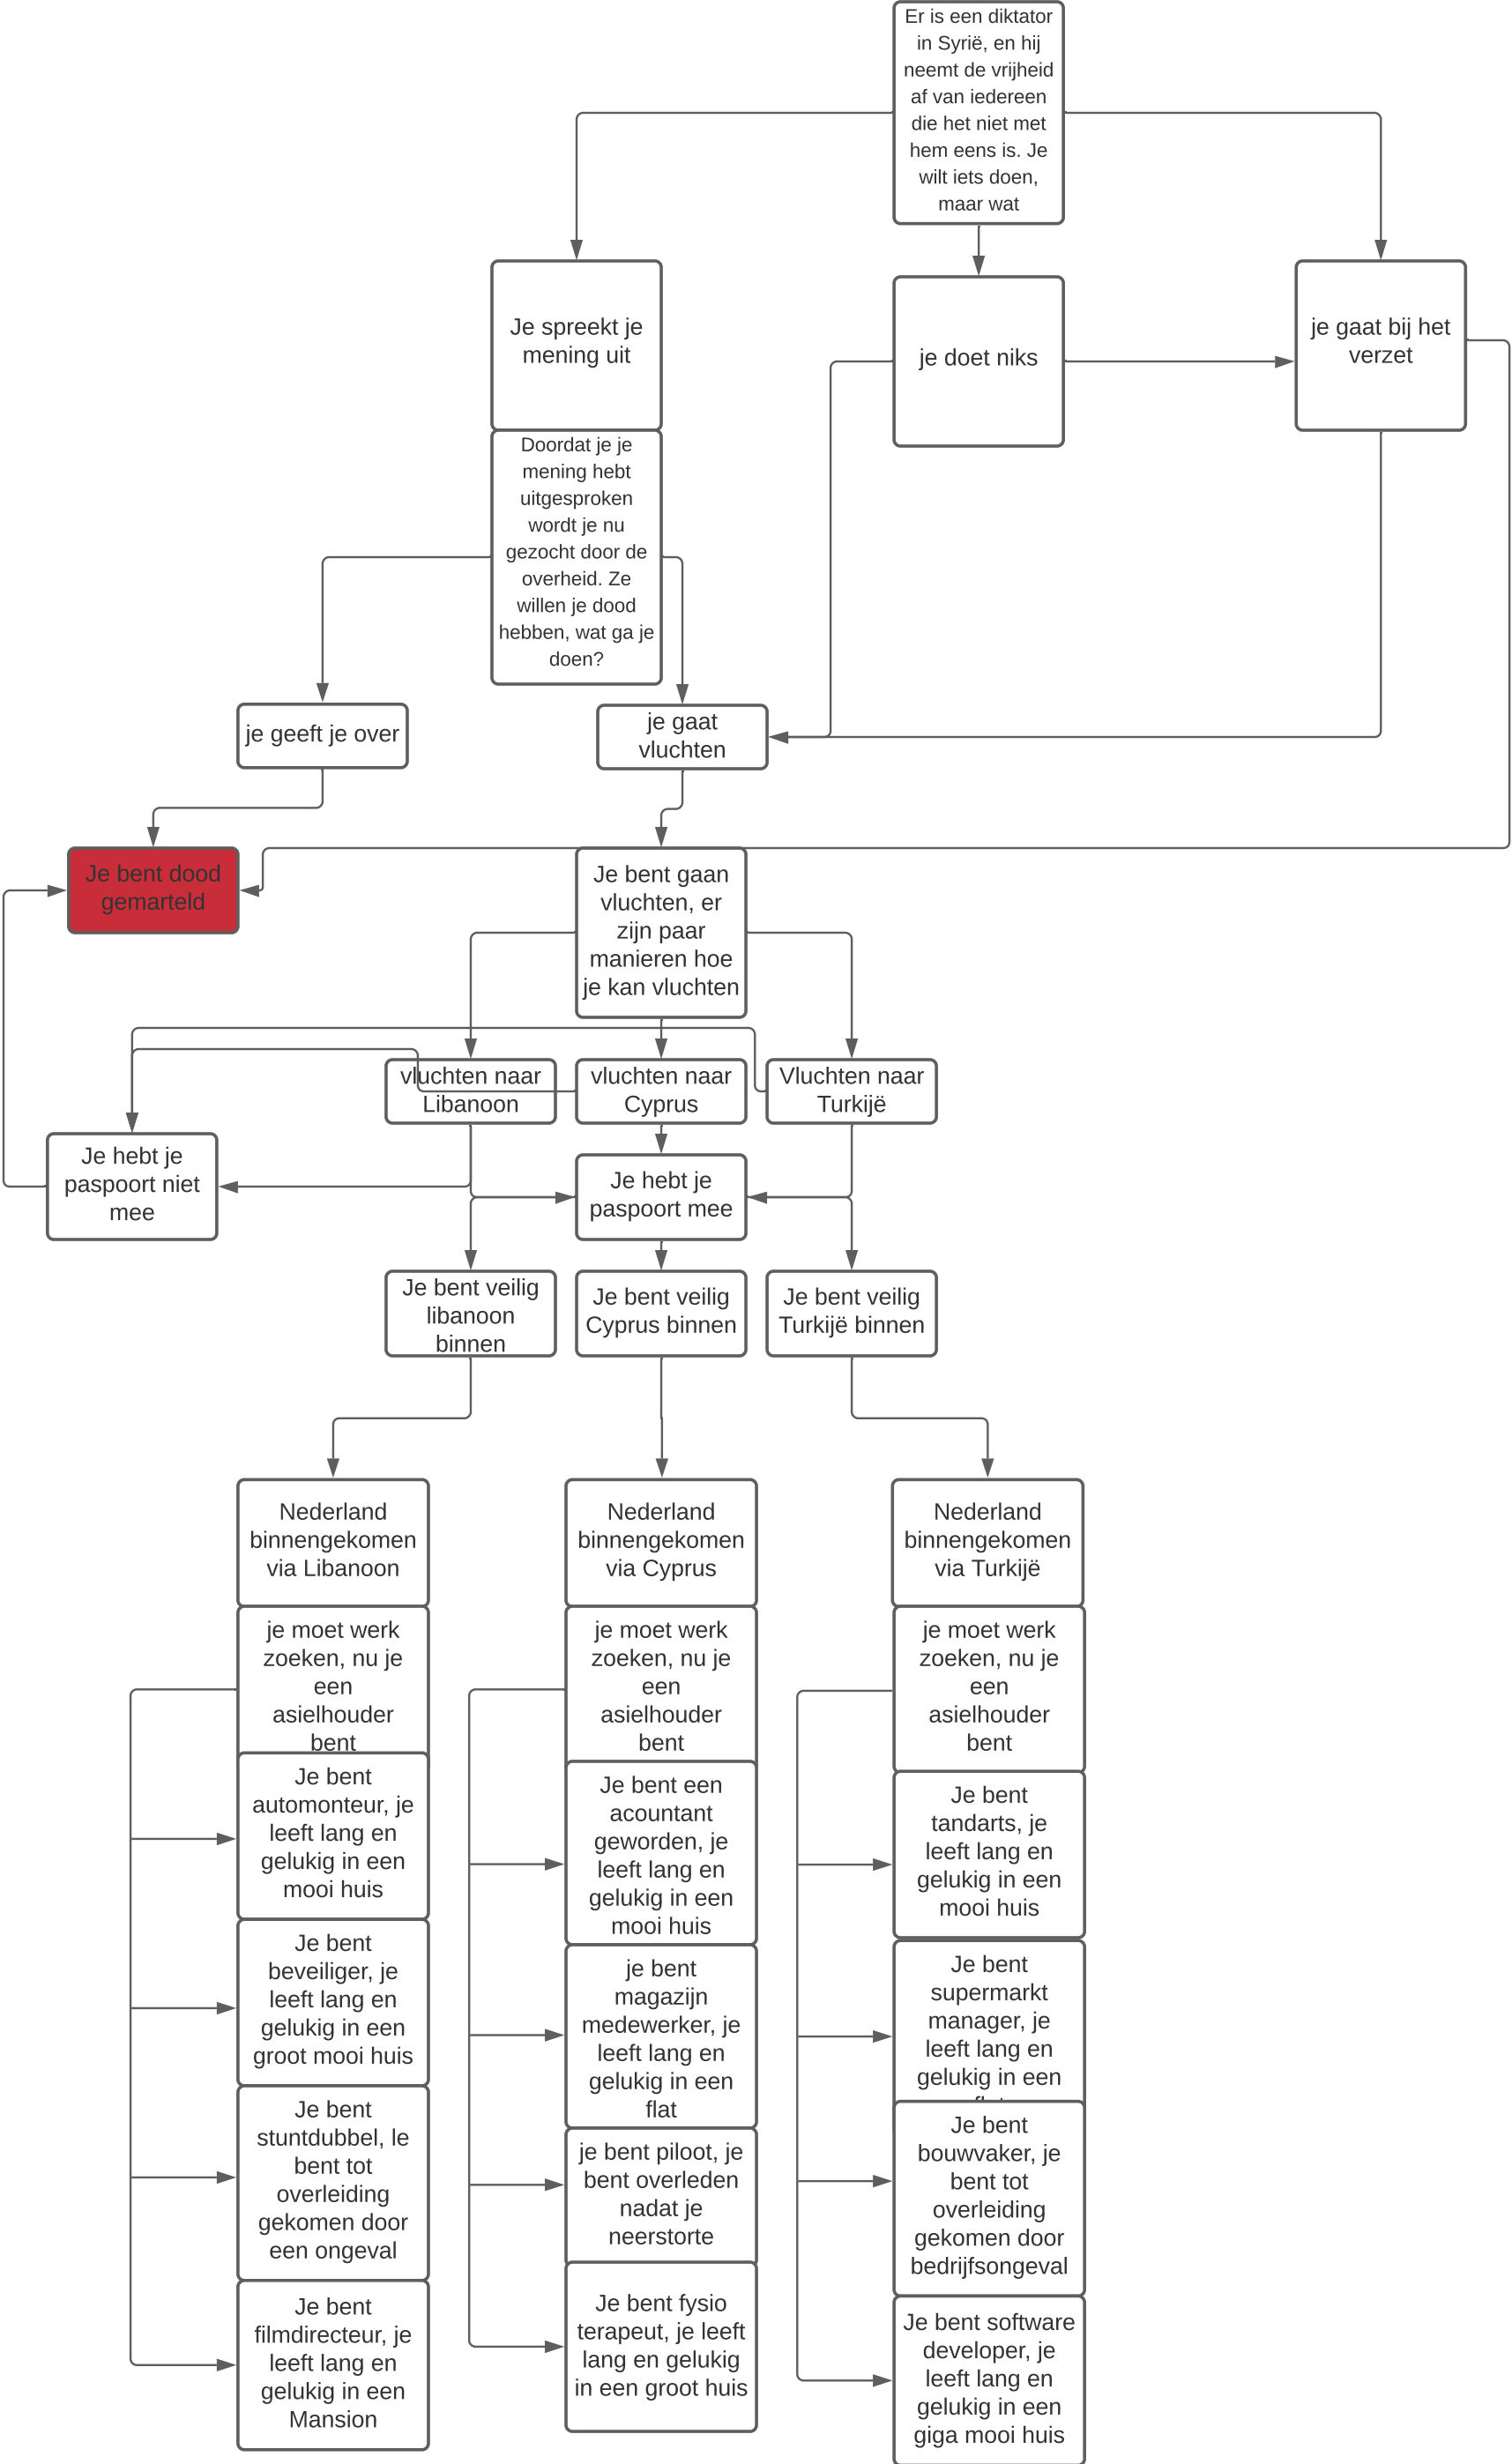 Er is een diktator
in Syrië, en hij
neemt de vrijheid
af van iedereen
die het niet met
hem eens is. Je
wilt iets doen,
maar wat
Je spreekt je
mening uit
je doet niks
je gaat bij het
verzet
Doordat je je
mening hebt
uitgesproken
wordt je nu
gezocht door de
overheid. Ze
willen je dood
hebben, wat ga je
doen?
je geeft je over
je gaat
vluchten
Je bent dood
gemarteld
Je bent gaan
vluchten, er
zijn paar
manieren hoe
je kan vluchten
vluchten naar
Libanoon
vluchten naar
Cyprus
Vluchten naar
Turkijë
Je hebt je
paspoort niet
mee
Je hebt je
paspoort mee
Je bent veilig
libanoon
binnen
Je bent veilig
Cyprus binnen
Je bent veilig
Turkijë binnen
Nederland
binnengekomen
via Libanoon
Nederland
binnengekomen
via Cyprus
Nederland
binnengekomen
via Turkijë
je moet werk
zoeken, nu je
een
asielhouder
bent
je moet werk
zoeken, nu je
een
asielhouder
bent
je moet werk
zoeken, nu je
een
asielhouder
bent
Je bent
automonteur, je
leeft lang en
gelukig in een
mooi huis
Je bent een
acountant
geworden, je
leeft lang en
gelukig in een
mooi huis
Je bent
tandarts, je
leeft lang en
gelukig in een
mooi huis
Je bent
beveiliger, je
leeft lang en
gelukig in een
groot mooi huis
je bent
magazijn
medewerker, je
leeft lang en
gelukig in een
flat
Je bent
supermarkt
manager, je
leeft lang en
gelukig in een
Je bent
stuntdubbel, le
bent tot
overleiding
gekomen door
een ongeval
je bent piloot, je
bent overleden
nadat je
neerstorte
Je bent
bouwvaker, je
bent tot
overleiding
gekomen door
bedrijfsongeval
Je bent
filmdirecteur, je
leeft lang en
gelukig in een
Mansion
Je bent fysio
terapeut, je leeft
lang en gelukig
in een groot huis
Je bent software
developer, je
leeft lang en
gelukig in een
giga mooi huis